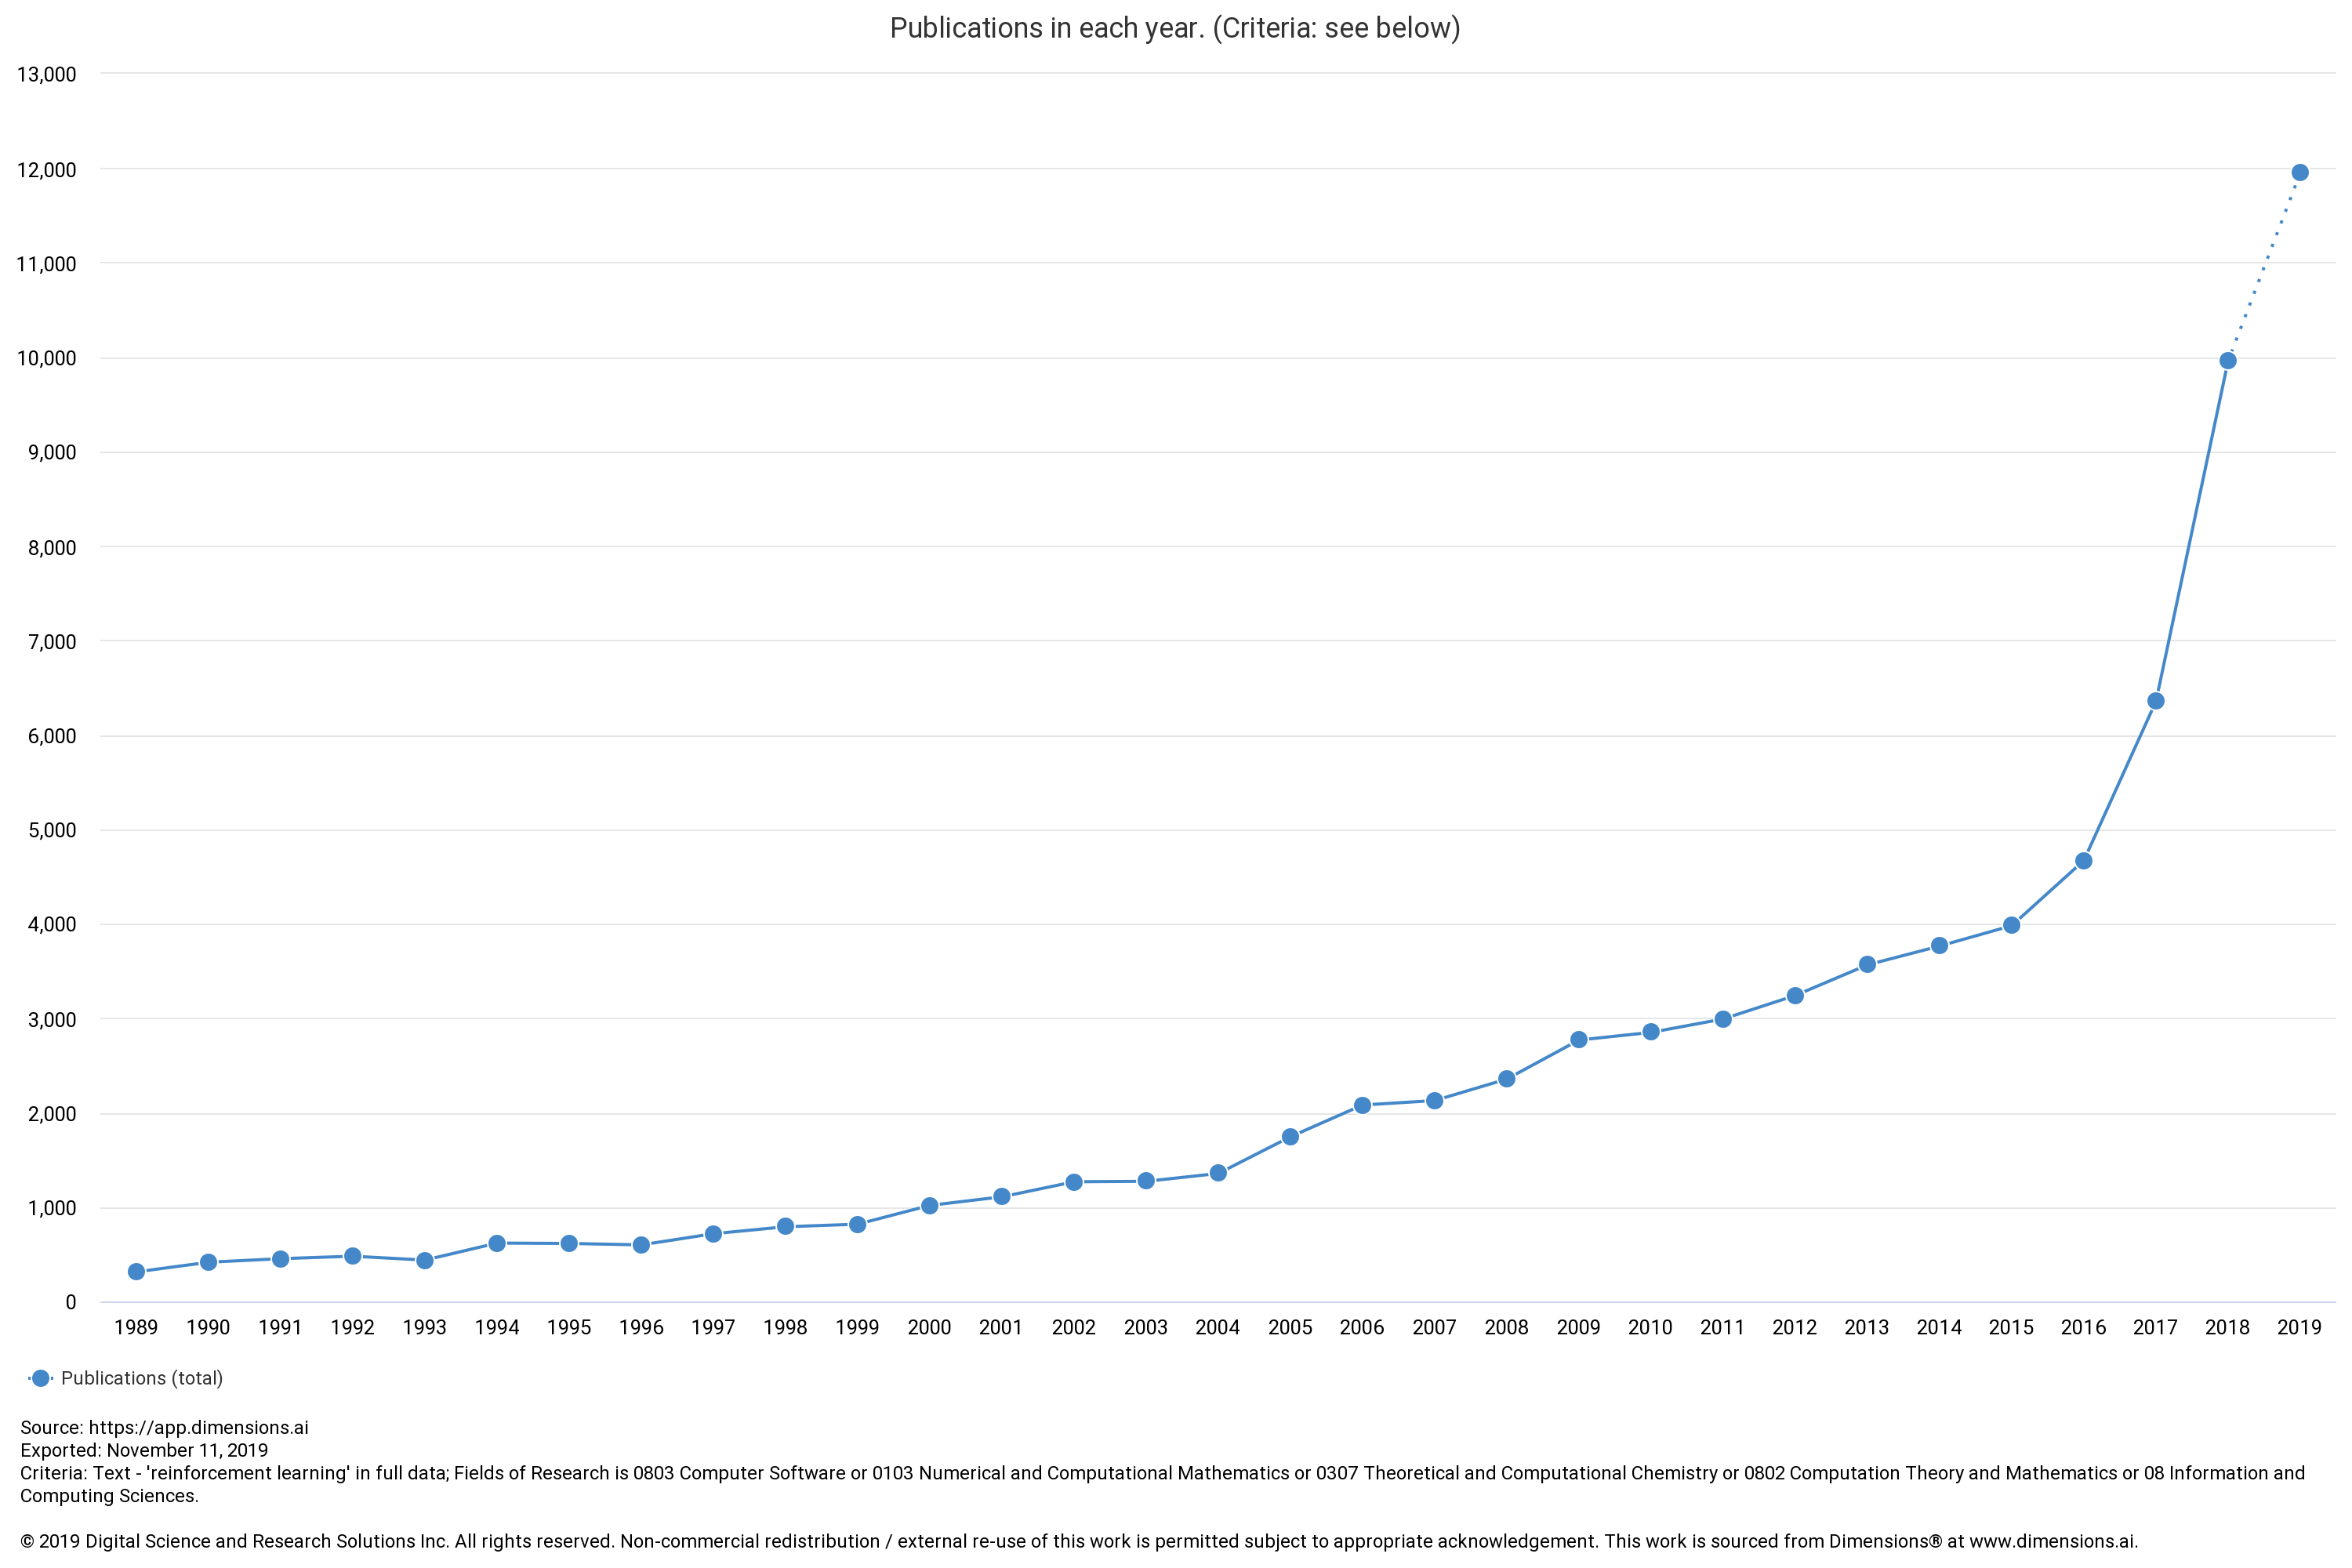 Publications in each year. (Criteria: see below)
13,000
12,000
11,000
10,000
9,000
8,000
7,000
6,000
5,000
4,000
3,000
2,000
1,000
0
1989 1990 1991 1992 1993 1994 1995 1996 1997 1998 1999 2000 2001 2002 2003 2004 2005 2006 2007 2008 2009 2010 2011 2012 2013 2014 2015 2016 2017 2018 2019
Publications (total)
Source: https://app.dimensions.ai
Exported: November 11, 2019
Criteria: Text - 'reinforcement learning' in full data; Fields of Research is 0803 Computer Software or 0103 Numerical and Computational Mathematics or 0307 Theoretical and Computational Chemistry or 0802 Computation Theory and Mathematics or 08 Information and
Computing Sciences.
© 2019 Digital Science and Research Solutions Inc. All rights reserved. Non-commercial redistribution / external re-use of this work is permitted subject to appropriate acknowledgement. This work is sourced from Dimensions® at www.dimensions.ai.